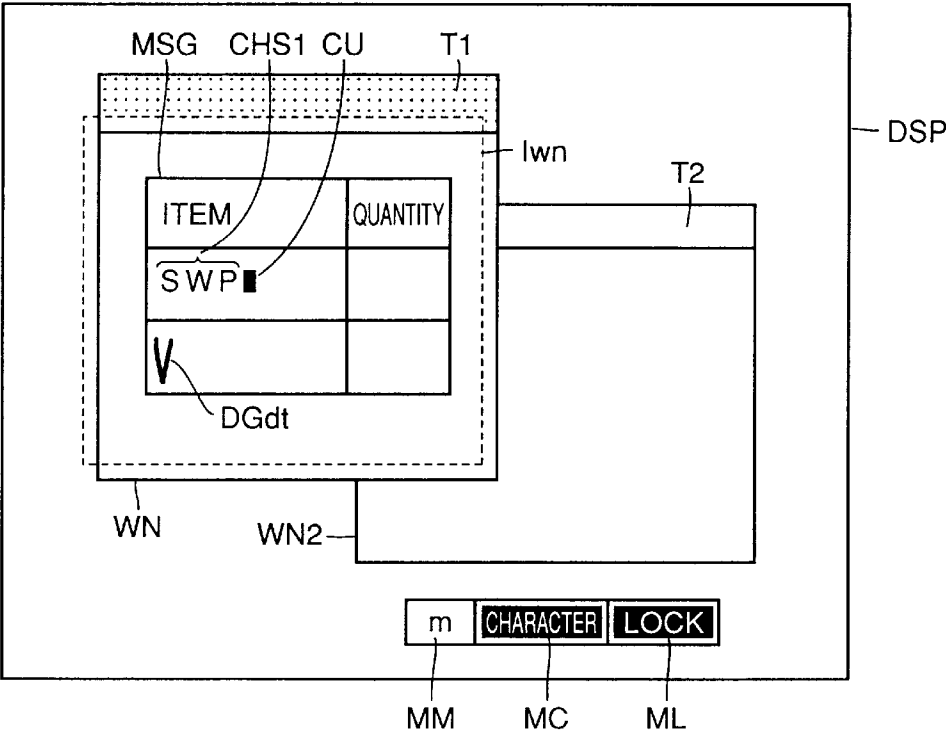 MSG CHS1 CU T1
DSP
Iwn
T2
ITEM QUANTITY
SWP
V
DGdt
WN
WN2
m CHARACTER LOCK
MM MC ML